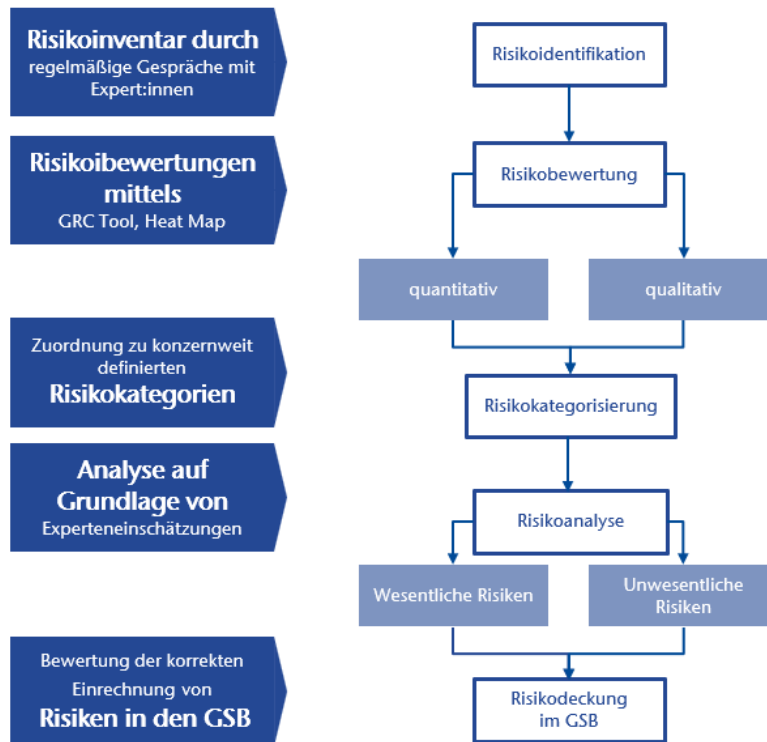 Risikoinventar durch
regelmäßige Gespräche mit
Expert:innen
Risikoidentifikation
Risikoibewertungen
mittels
GRC Tool, Heat Map
Risikobewertung
quantitativ
qualitativ
Zuordnung zu konzernweit
definierten
Risikokategorien
Risikokategorisierung
Analyse auf
Grundlage von
Experteneinschätzungen
Risikoanalyse
Wesentliche Risiken
Unwesentliche
Risiken
Bewertung der korrekten
Einrechnung von
Risiken in den GSB
Risikodeckung
im GSB